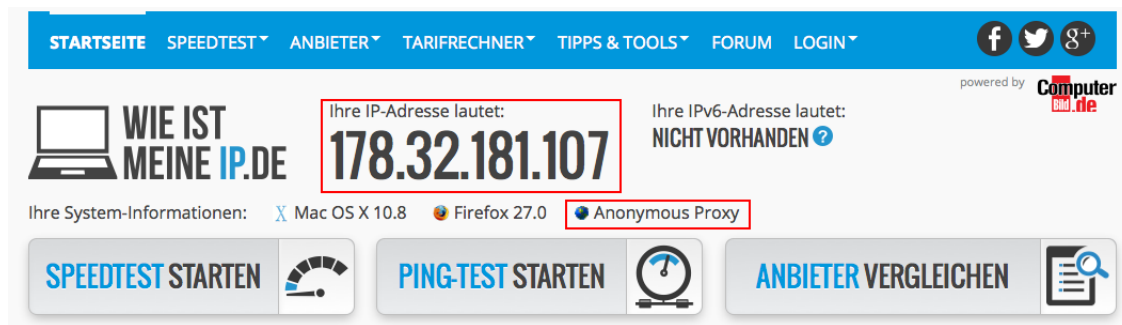 STARTSEITE SPEEDTEST ANBIETER TARIFRECHNER TIPPS & TOOLS FORUM LOGIN
powered by Computer Bild.de
WIE IST
MEINE IP.DE
Ihre IP-Adresse lautet:
178.32.181.107
Ihre IPv6-Adresse lautet:
NICHT VORHANDEN ?
Ihre System-Informationen: X Mac OS X 10.8 Firefox 27.0 Anonymous Proxy
SPEEDTEST STARTEN PING-TEST STARTEN ANBIETER VERGLEICHEN